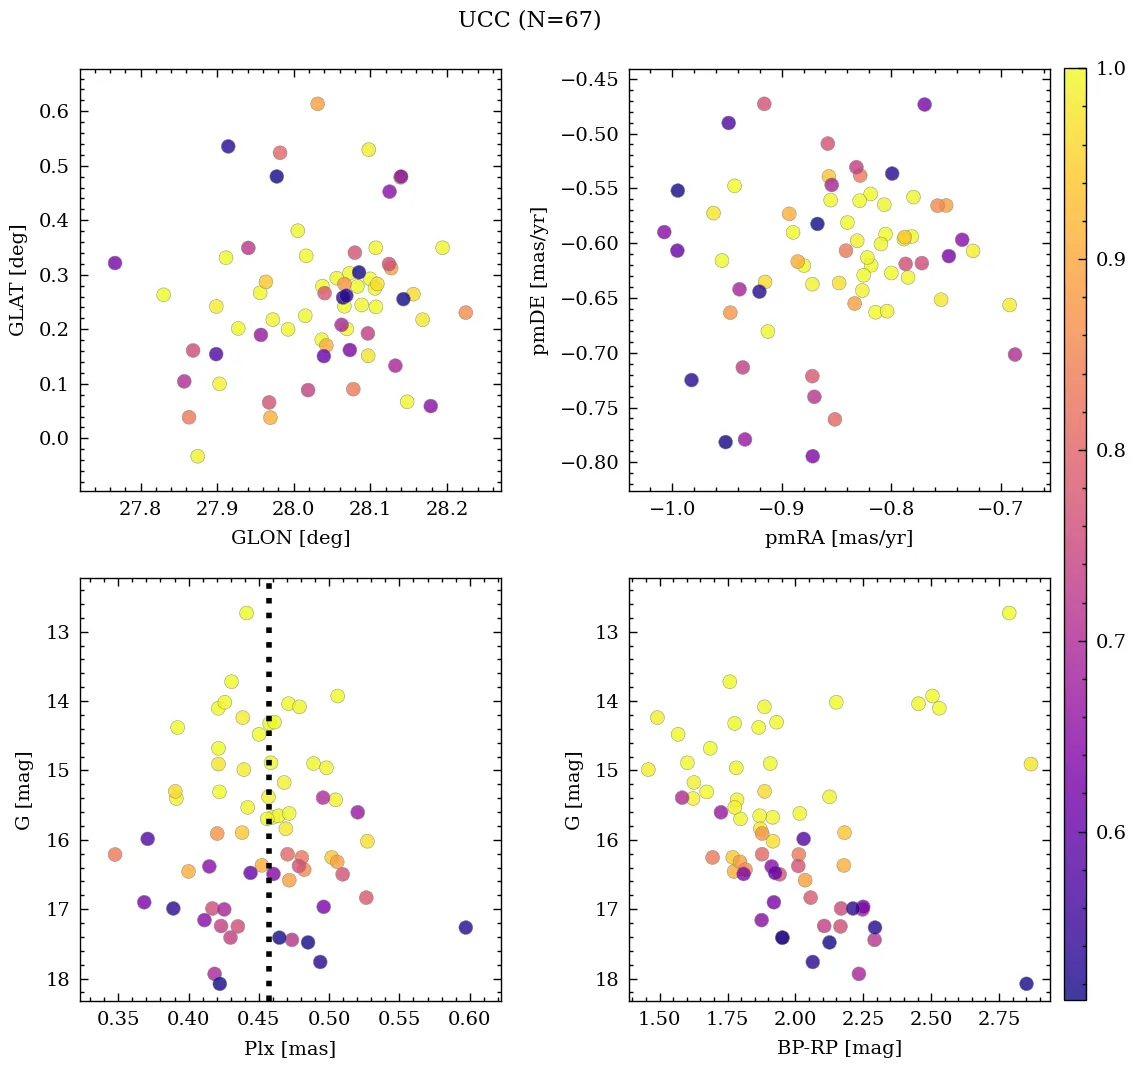 UCC (N=67)
0.6
0.5
0.4
0.3
0.2
0.1
0.0
GLAT [deg]
27.8 27.9 28.0 28.1 28.2
GLON [deg]
−0.45
−0.50
−0.55
−0.60
−0.65
−0.70
−0.75
−0.80
pmDE [mas/yr]
−1.0 −0.9 −0.8 −0.7
pmRA [mas/yr]
1.0
0.9
0.8
0.7
0.6
13
14
15
16
17
18
G [mag]
0.35 0.40 0.45 0.50 0.55 0.60
Plx [mas]
13
14
15
16
17
18
G [mag]
1.50 1.75 2.00 2.25 2.50 2.75
BP-RP [mag]